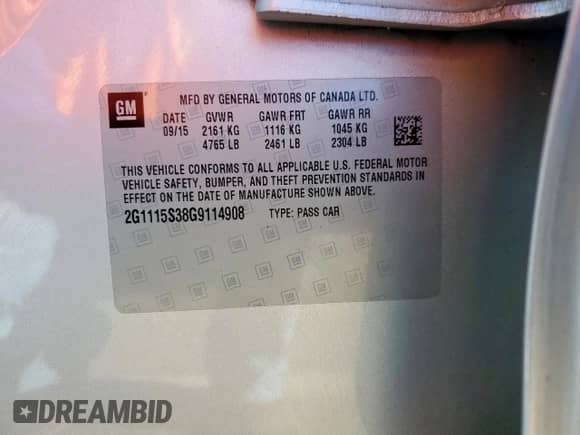 GM
MFD BY GENERAL MOTORS OF CANADA LTD.
DATE GVWR GAWR FRT GAWR RR
09/15 2161 KG 1116 KG 1045 KG
4765 LB 2461 LB 2304 LB
THIS VEHICLE CONFORMS TO ALL APPLICABLE U.S. FEDERAL MOTOR
VEHICLE SAFETY, BUMPER, AND THEFT PREVENTION STANDARDS IN
EFFECT ON THE DATE OF MANUFACTURE SHOWN ABOVE.
2G1115S38G9114908 TYPE: PASS CAR
DREAMBID